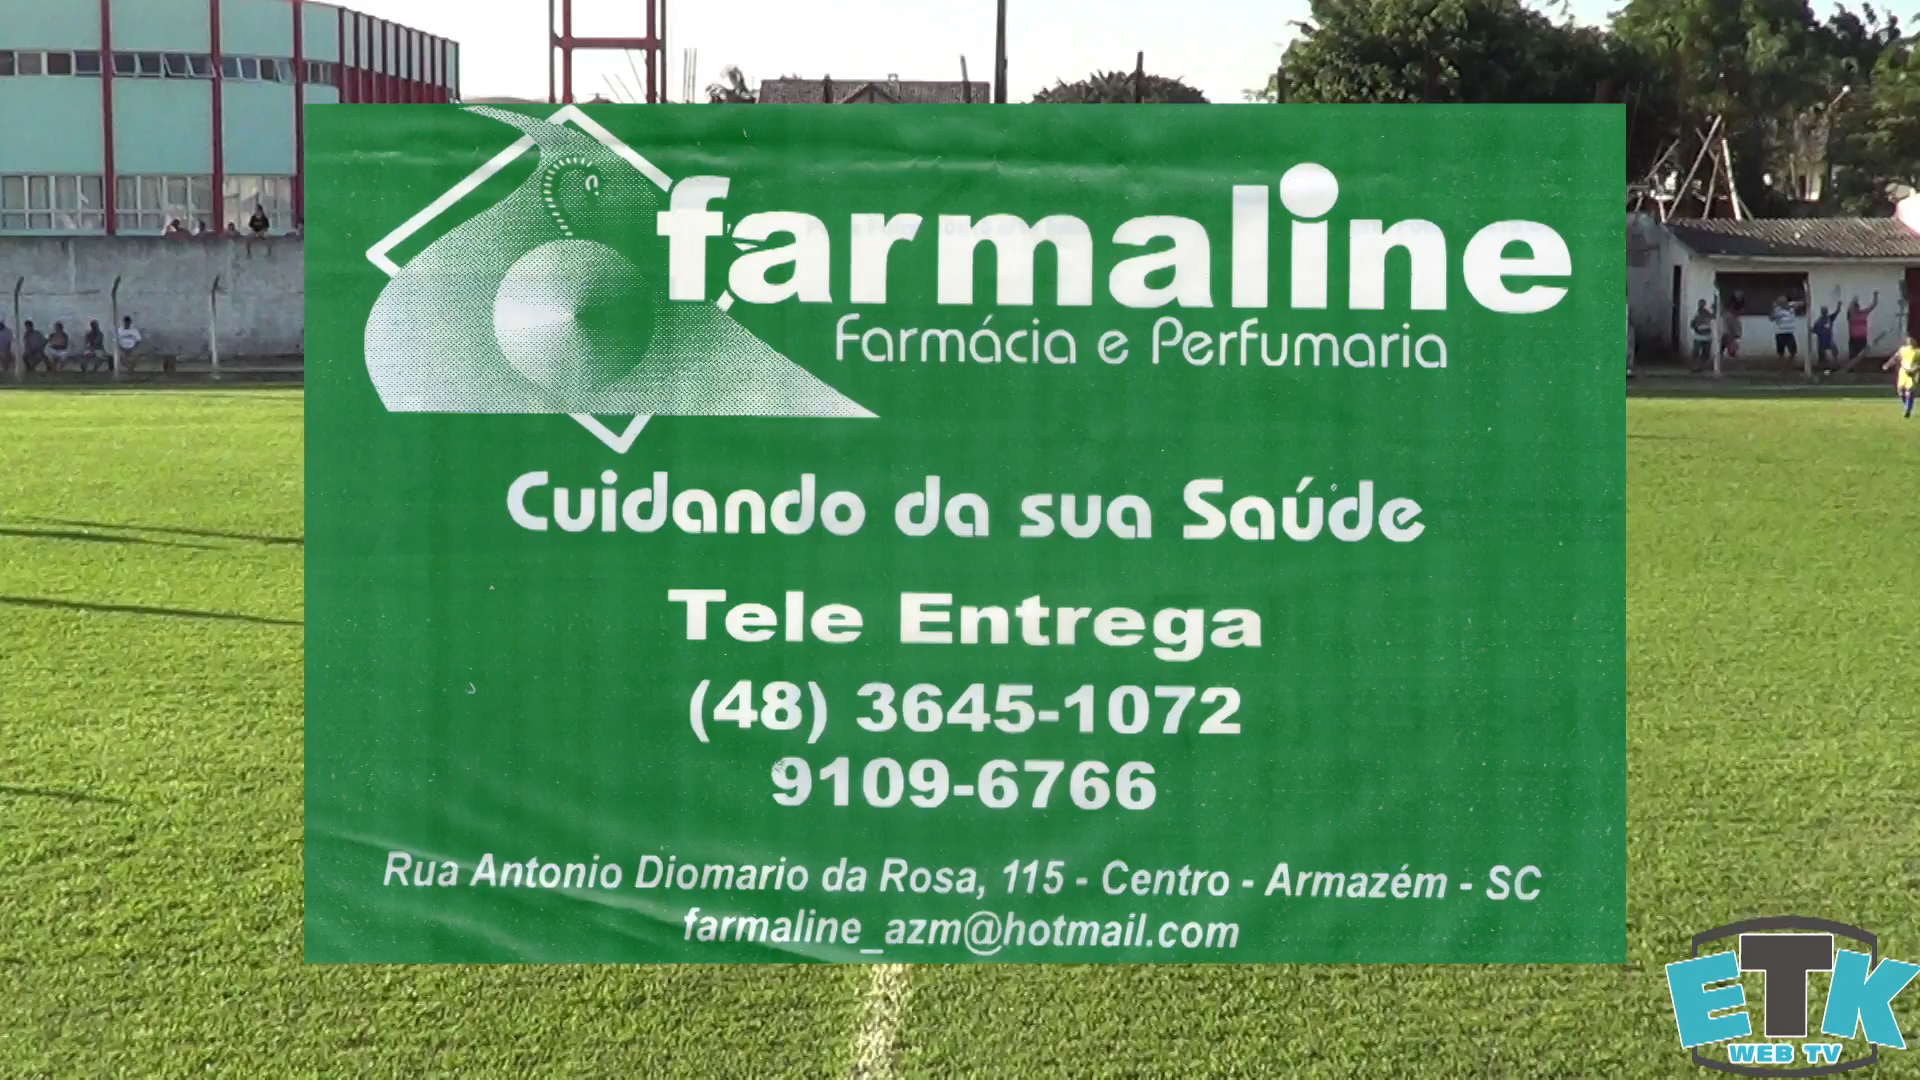 farmaline
Farmácia e Perfumaria
Cuidando da sua Saúde
Tele Entrega
(48) 3645-1072
9109-6766
Rua Antonio Diomario da Rosa, 115 - Centro - Armazém - SC
farmaline_azm@hotmail.com
ETK
WEB TV